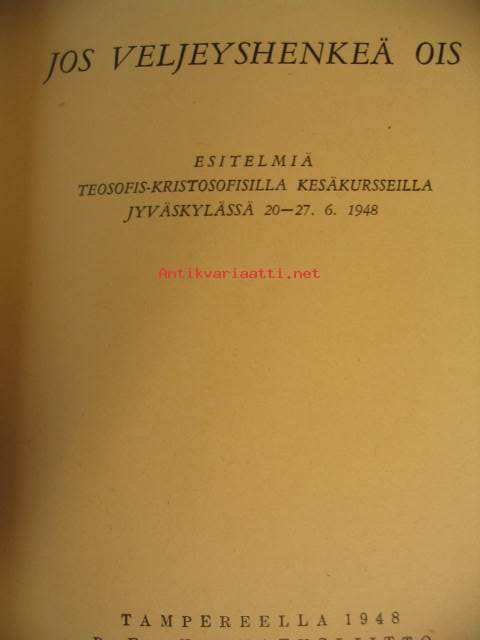 JOS VELJEYSHENKEÄ OIS
ESITELMIÄ
TEOSOFIS-KRISTOSOFISILLA KESÄKURSSEILLA
JYVÄSKYLÄSSÄ 20—27. 6. 1948
Antikvariaatti.net
TAMPEREELLA 1948